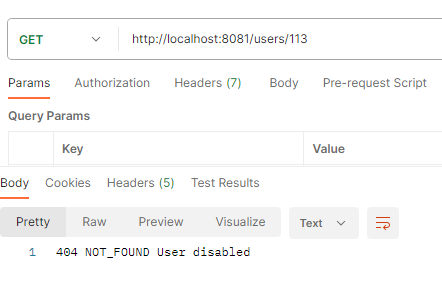 GET http://localhost:8081/users/113
Params Authorization Headers (7) Body Pre-request Script
Query Params
Key Value
Body Cookies Headers (5) Test Results
Pretty Raw Preview Visualize Text
1 404 NOT_FOUND User disabled